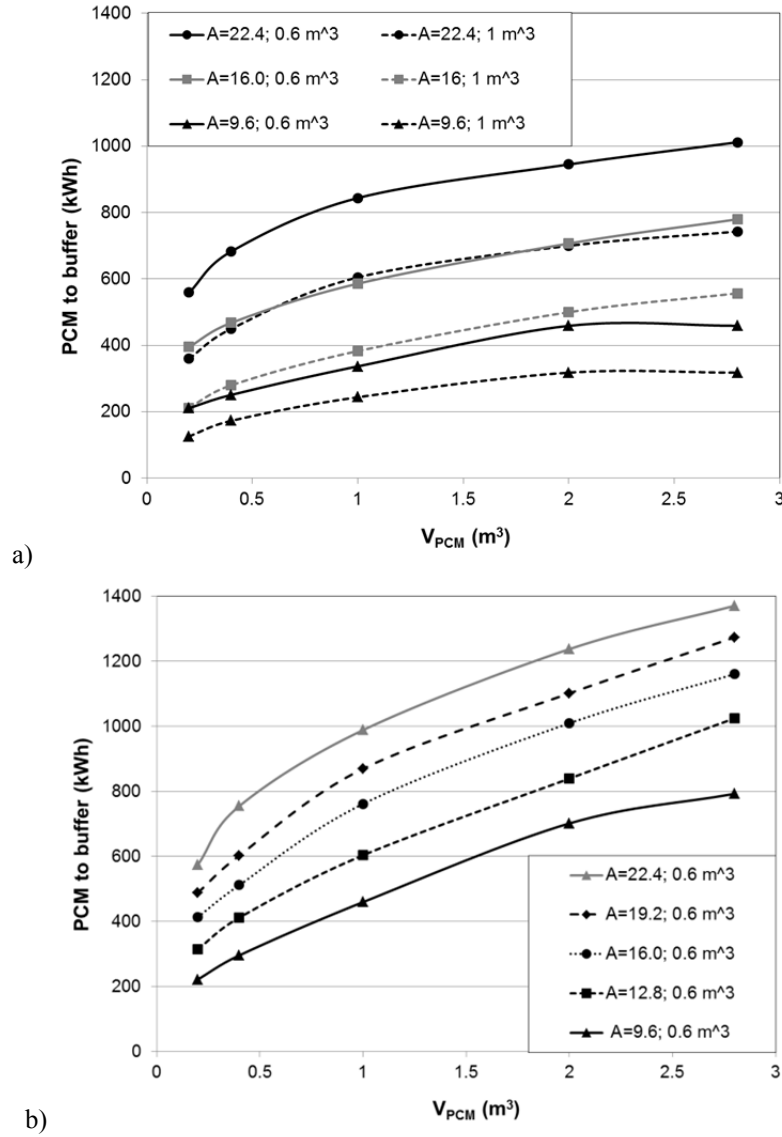 1400
1200
1000
800
600
400
200
0
PCM to buffer (kWh)
A=22.4; 0.6 m^3
A=22.4; 1 m^3
A=16.0; 0.6 m^3
A=16; 1 m^3
A=9.6; 0.6 m^3
A=9.6; 1 m^3
0 0.5 1 1.5 2 2.5 3
V_PCM (m³)
a)
1400
1200
1000
800
600
400
200
0
PCM to buffer (kWh)
A=22.4; 0.6 m^3
A=19.2; 0.6 m^3
A=16.0; 0.6 m^3
A=12.8; 0.6 m^3
A=9.6; 0.6 m^3
0 0.5 1 1.5 2 2.5 3
V_PCM (m³)
b)